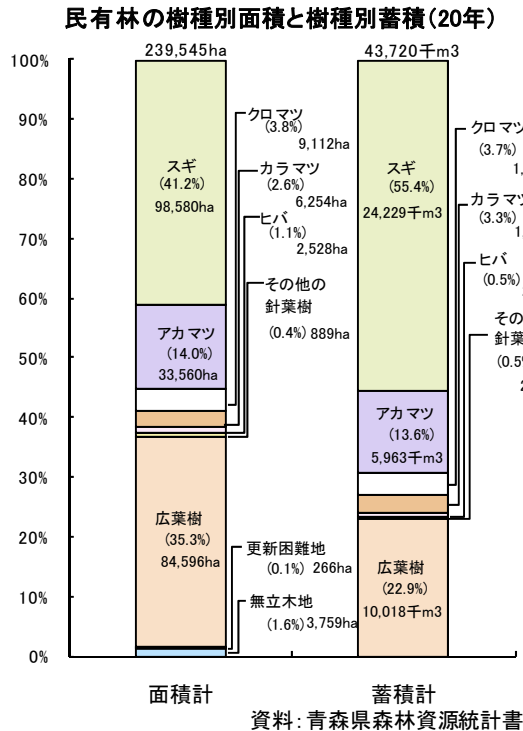 民有林の樹種別面積と樹種別蓄積(20年)
239,545ha
43,720千m3
100%
90%
80%
70%
60%
50%
40%
30%
20%
10%
0%
スギ
(41.2%)
98,580ha
アカマツ
(14.0%)
33,560ha
広葉樹
(35.3%)
84,596ha
クロマツ
(3.8%)
9,112ha
カラマツ
(2.6%)
6,254ha
ヒバ
(1.1%)
2,528ha
その他の
針葉樹
(0.4%) 889ha
更新困難地
(0.1%) 266ha
無立木地
(1.6%) 3,759ha
スギ
(55.4%)
24,229千m3
アカマツ
(13.6%)
5,963千m3
広葉樹
(22.9%)
10,018千m3
クロマツ
(3.7%)
カラマツ
(3.3%)
ヒバ
(0.5%)
その
針葉
(0.5%
面積計
蓄積計
資料:青森県森林資源統計書